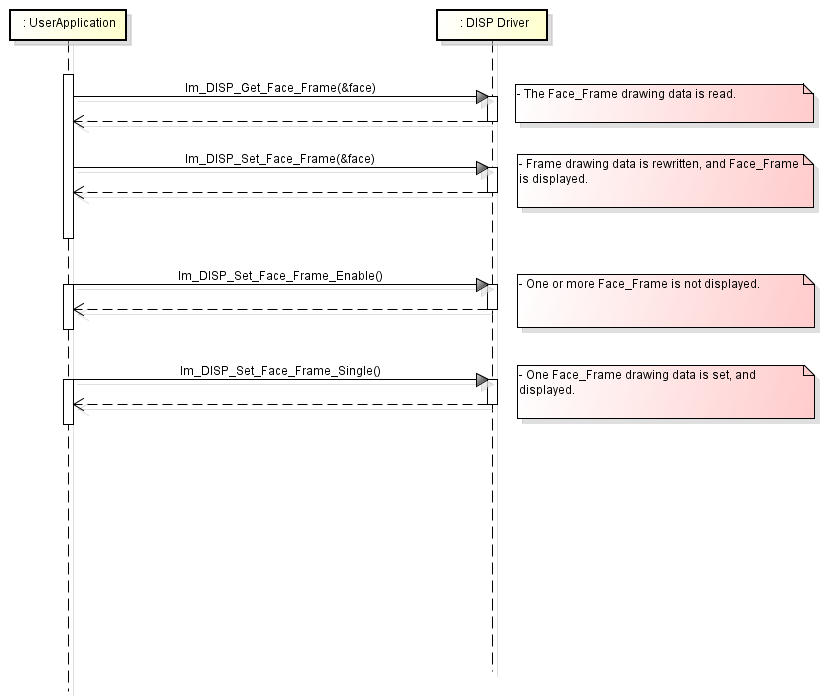 : UserApplication
: DISP Driver
Im_DISP_Get_Face_Frame(&face)
- The Face_Frame drawing data is read.
Im_DISP_Set_Face_Frame(&face)
- Frame drawing data is rewritten, and Face_Frame
is displayed.
Im_DISP_Set_Face_Frame_Enable()
- One or more Face_Frame is not displayed.
Im_DISP_Set_Face_Frame_Single()
- One Face_Frame drawing data is set, and
displayed.